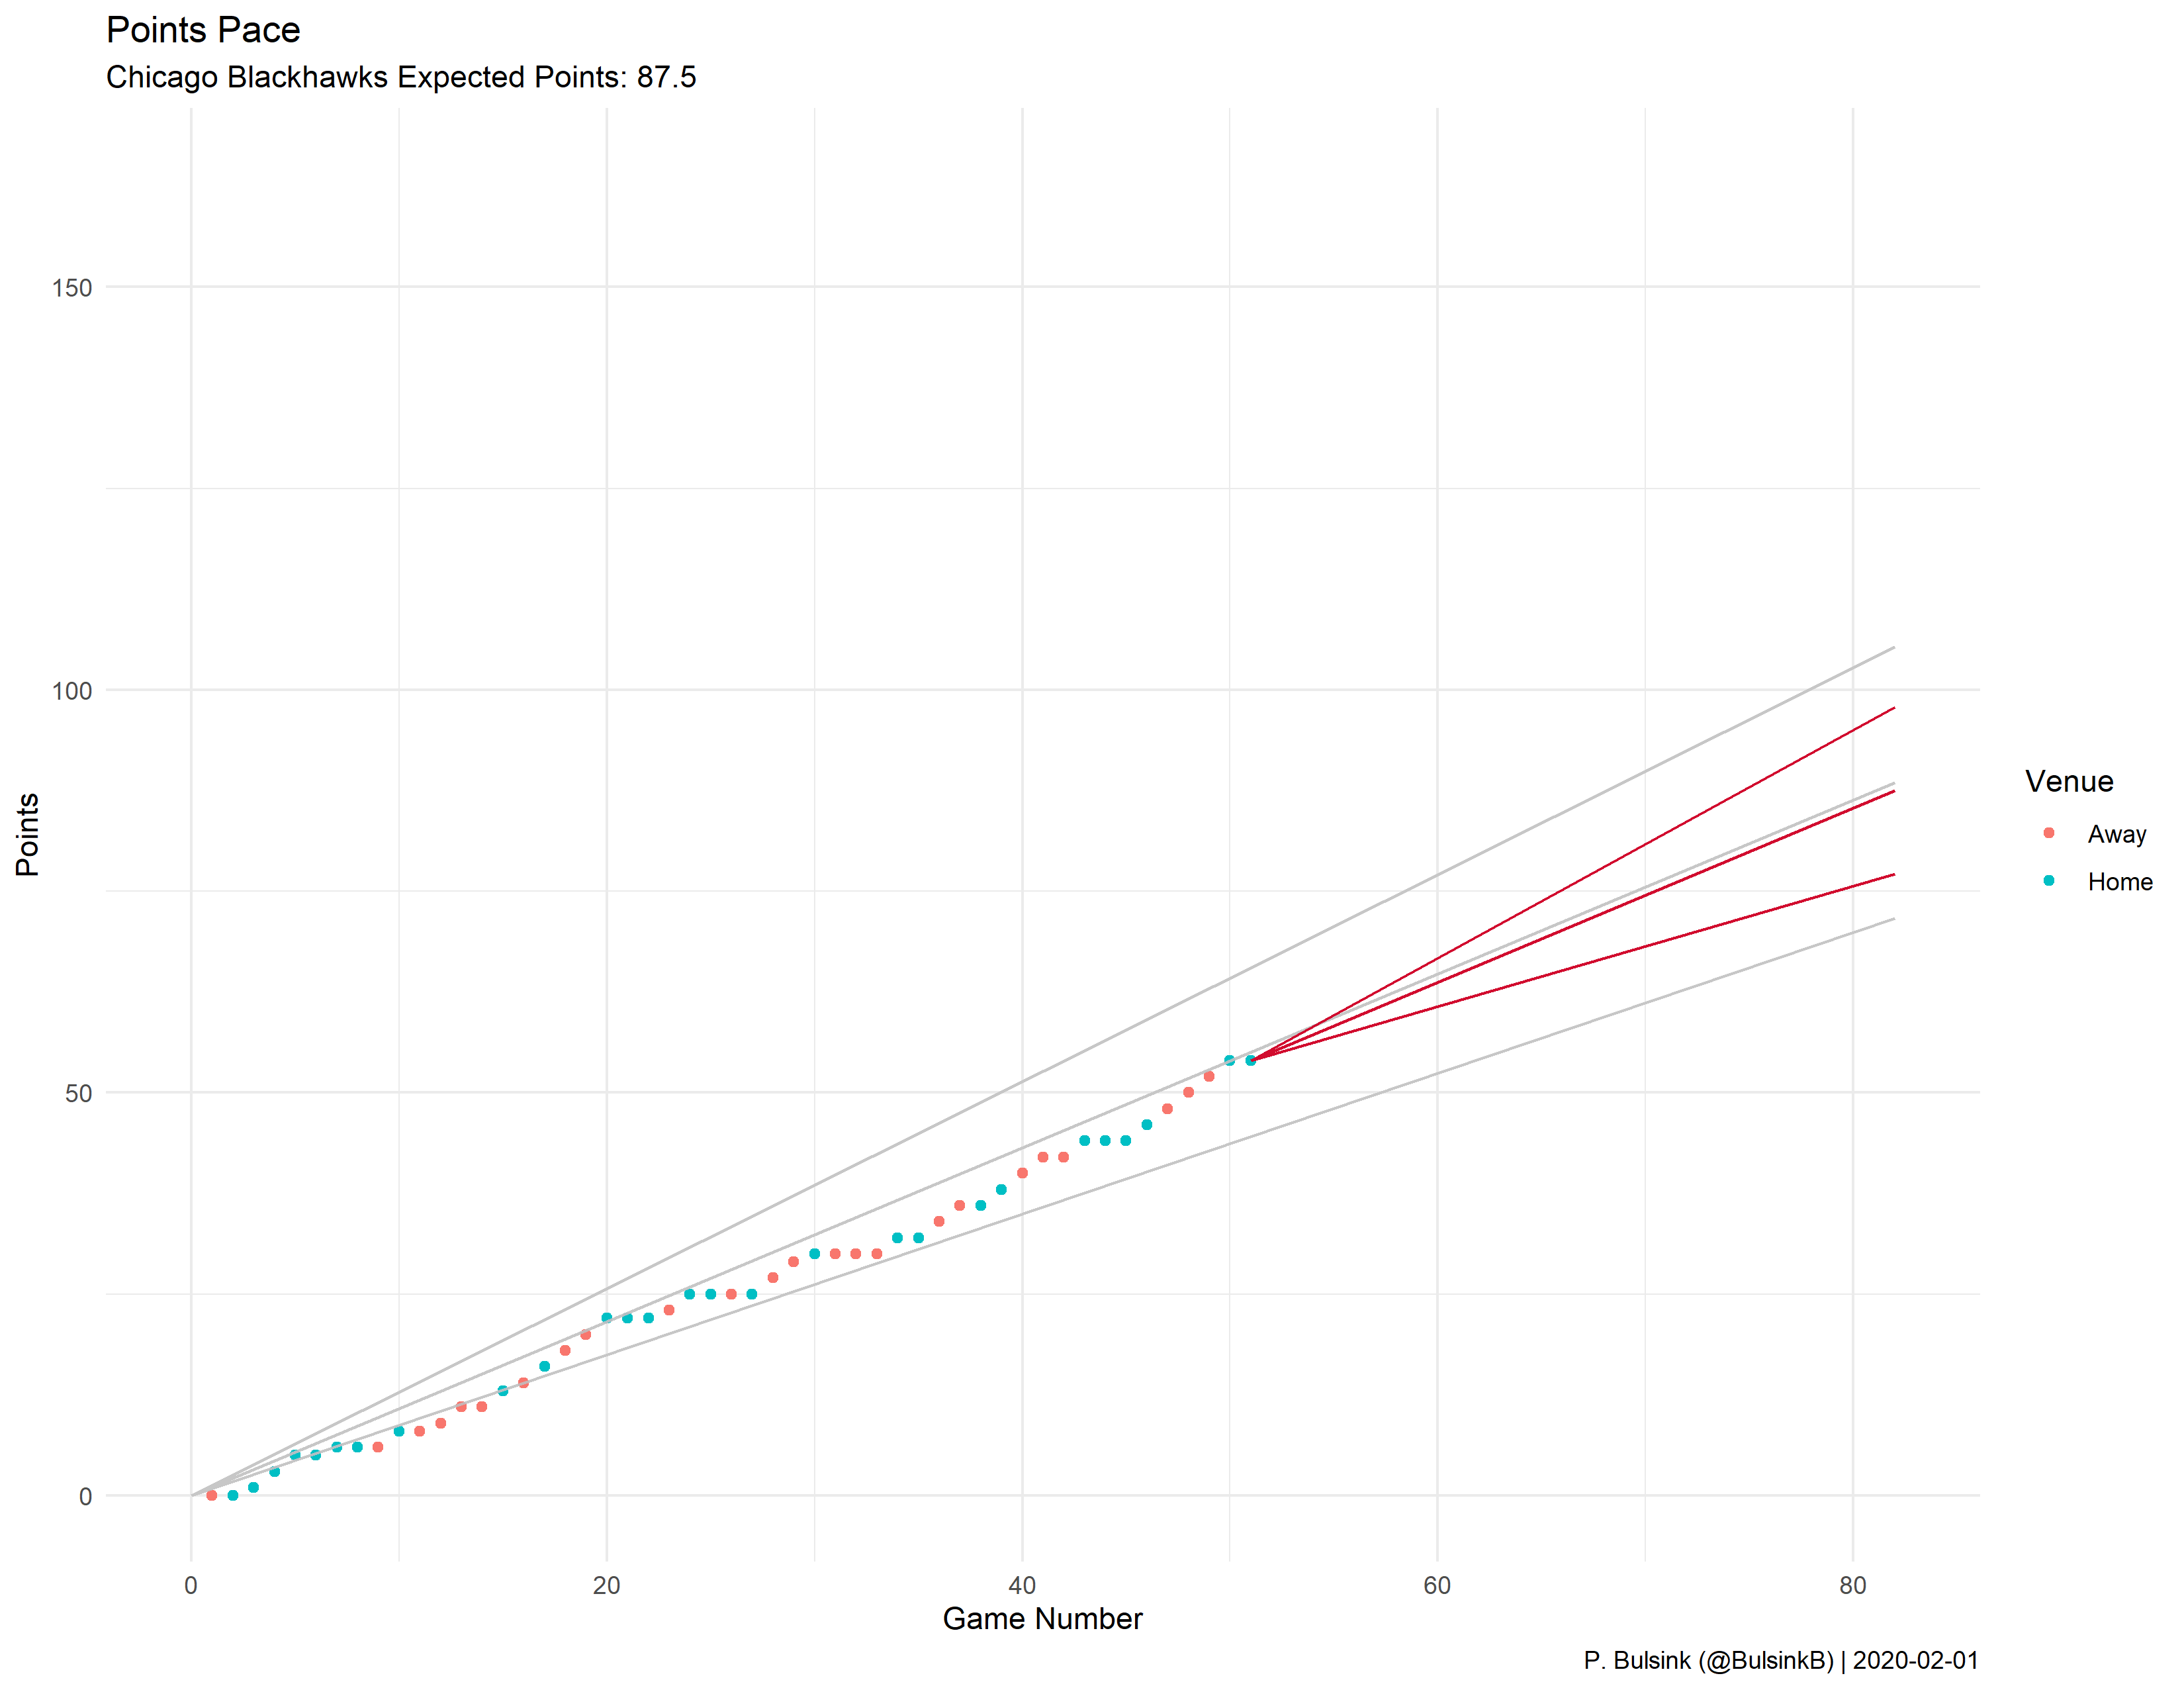 Points Pace
Chicago Blackhawks Expected Points: 87.5
150
100
50
0
Points
0 20 40 60 80
Game Number
Venue
Away
Home
P. Bulsink (@BulsinkB) | 2020-02-01